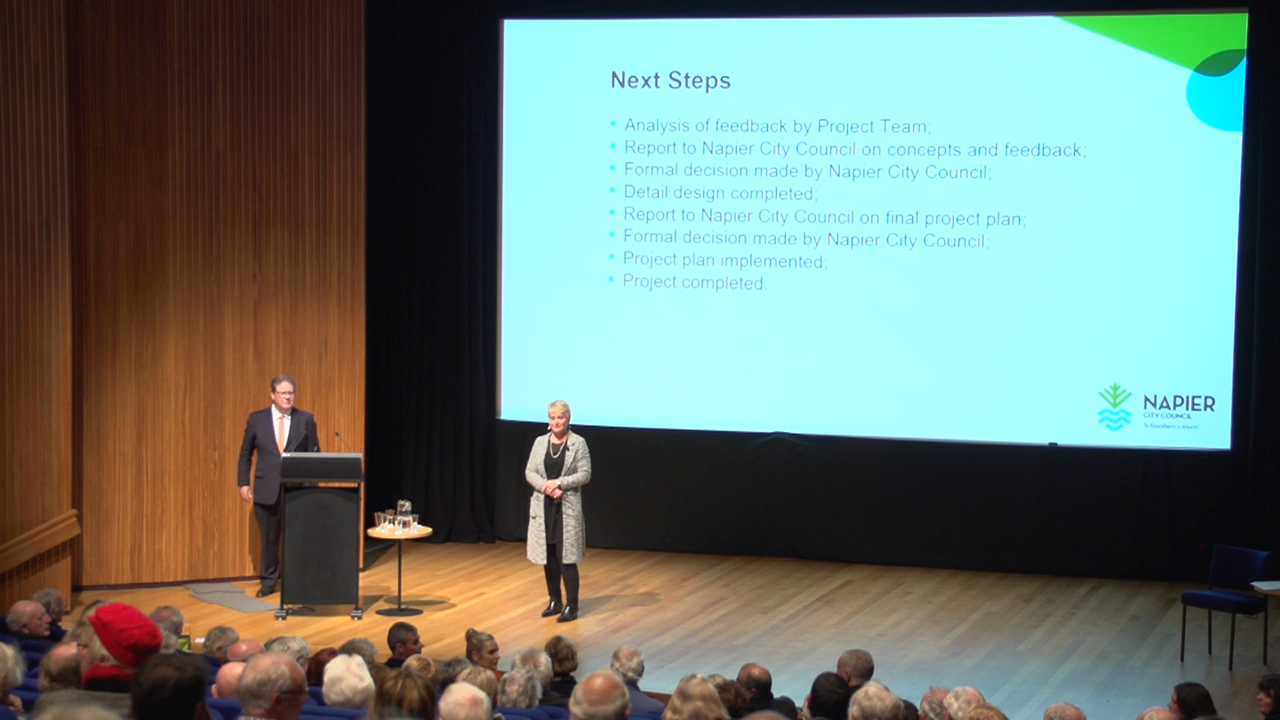 Next Steps
Analysis of feedback by Project Team;
Report to Napier City Council on concepts and feedback;
Formal decision made by Napier City Council;
Detail design completed;
Report to Napier City Council on final project plan;
Formal decision made by Napier City Council;
Project plan implemented;
Project completed.
NAPIER
CITY COUNCIL